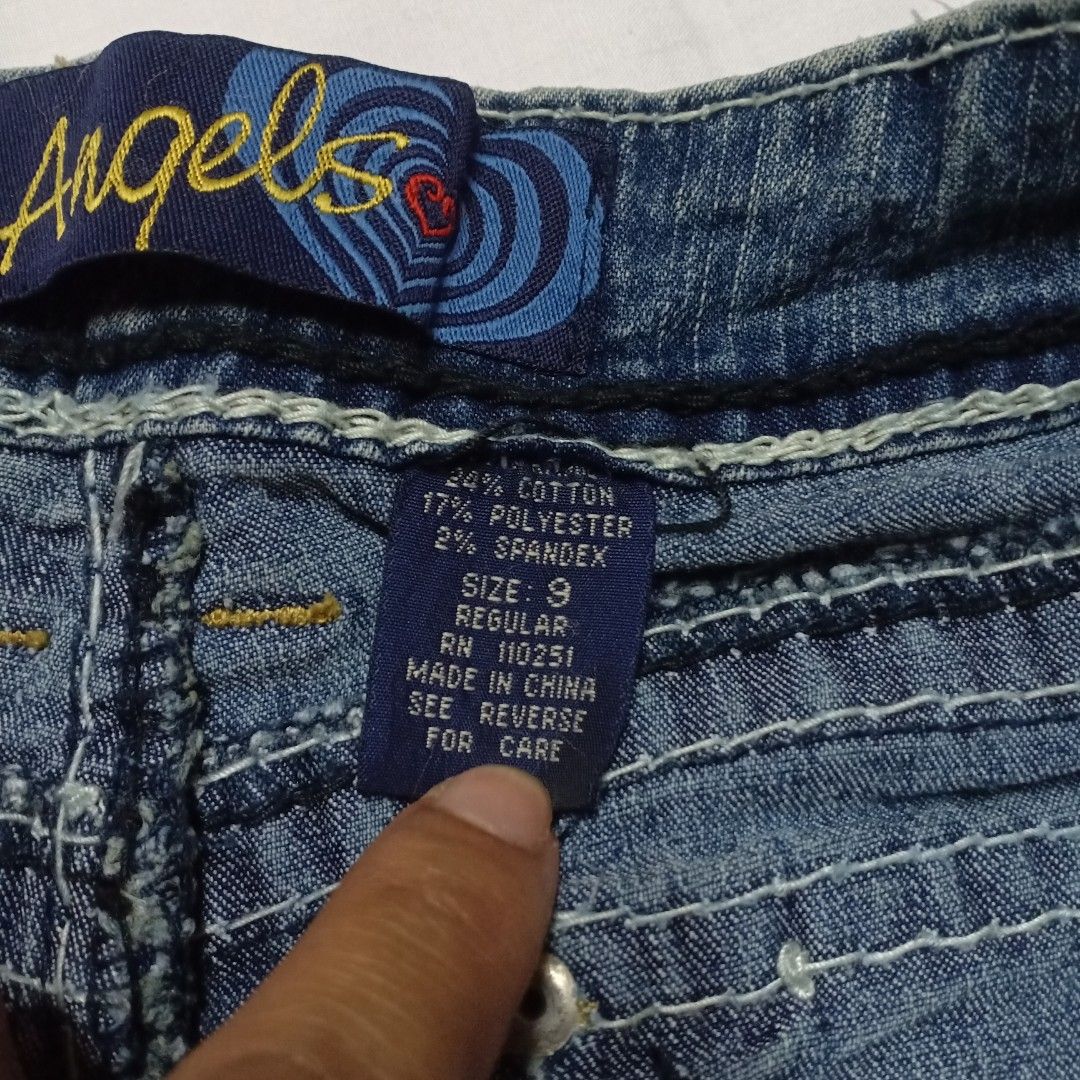 Angels
% COTTON
17% POLYESTER
2% SPANDEX
SIZE: 9
REGULAR
RN 110251
MADE IN CHINA
SEE REVERSE
FOR CARE